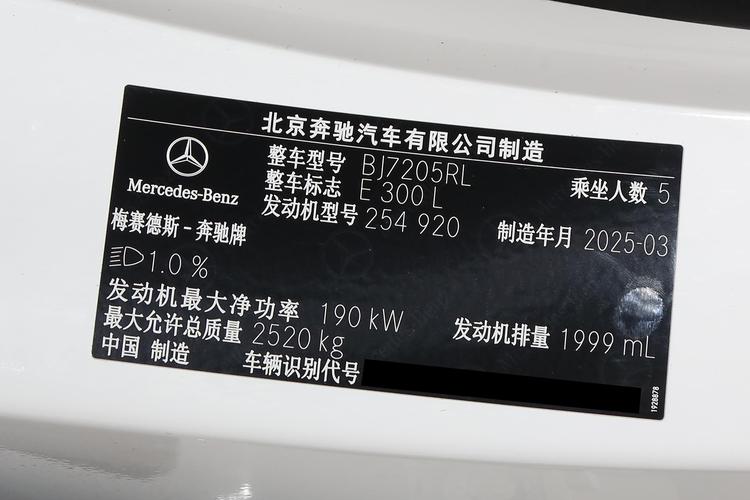 北京奔驰汽车有限公司制造
Mercedes-Benz
梅赛德斯-奔驰牌
整车型号 BJ7205RL
整车标志 E 300 L
乘坐人数 5
发动机型号 254 920
制造年月 2025-03
1.0 %
发动机最大净功率 190 kW
最大允许总质量 2520 kg
发动机排量 1999 mL
中国 制造
车辆识别代号
1928878